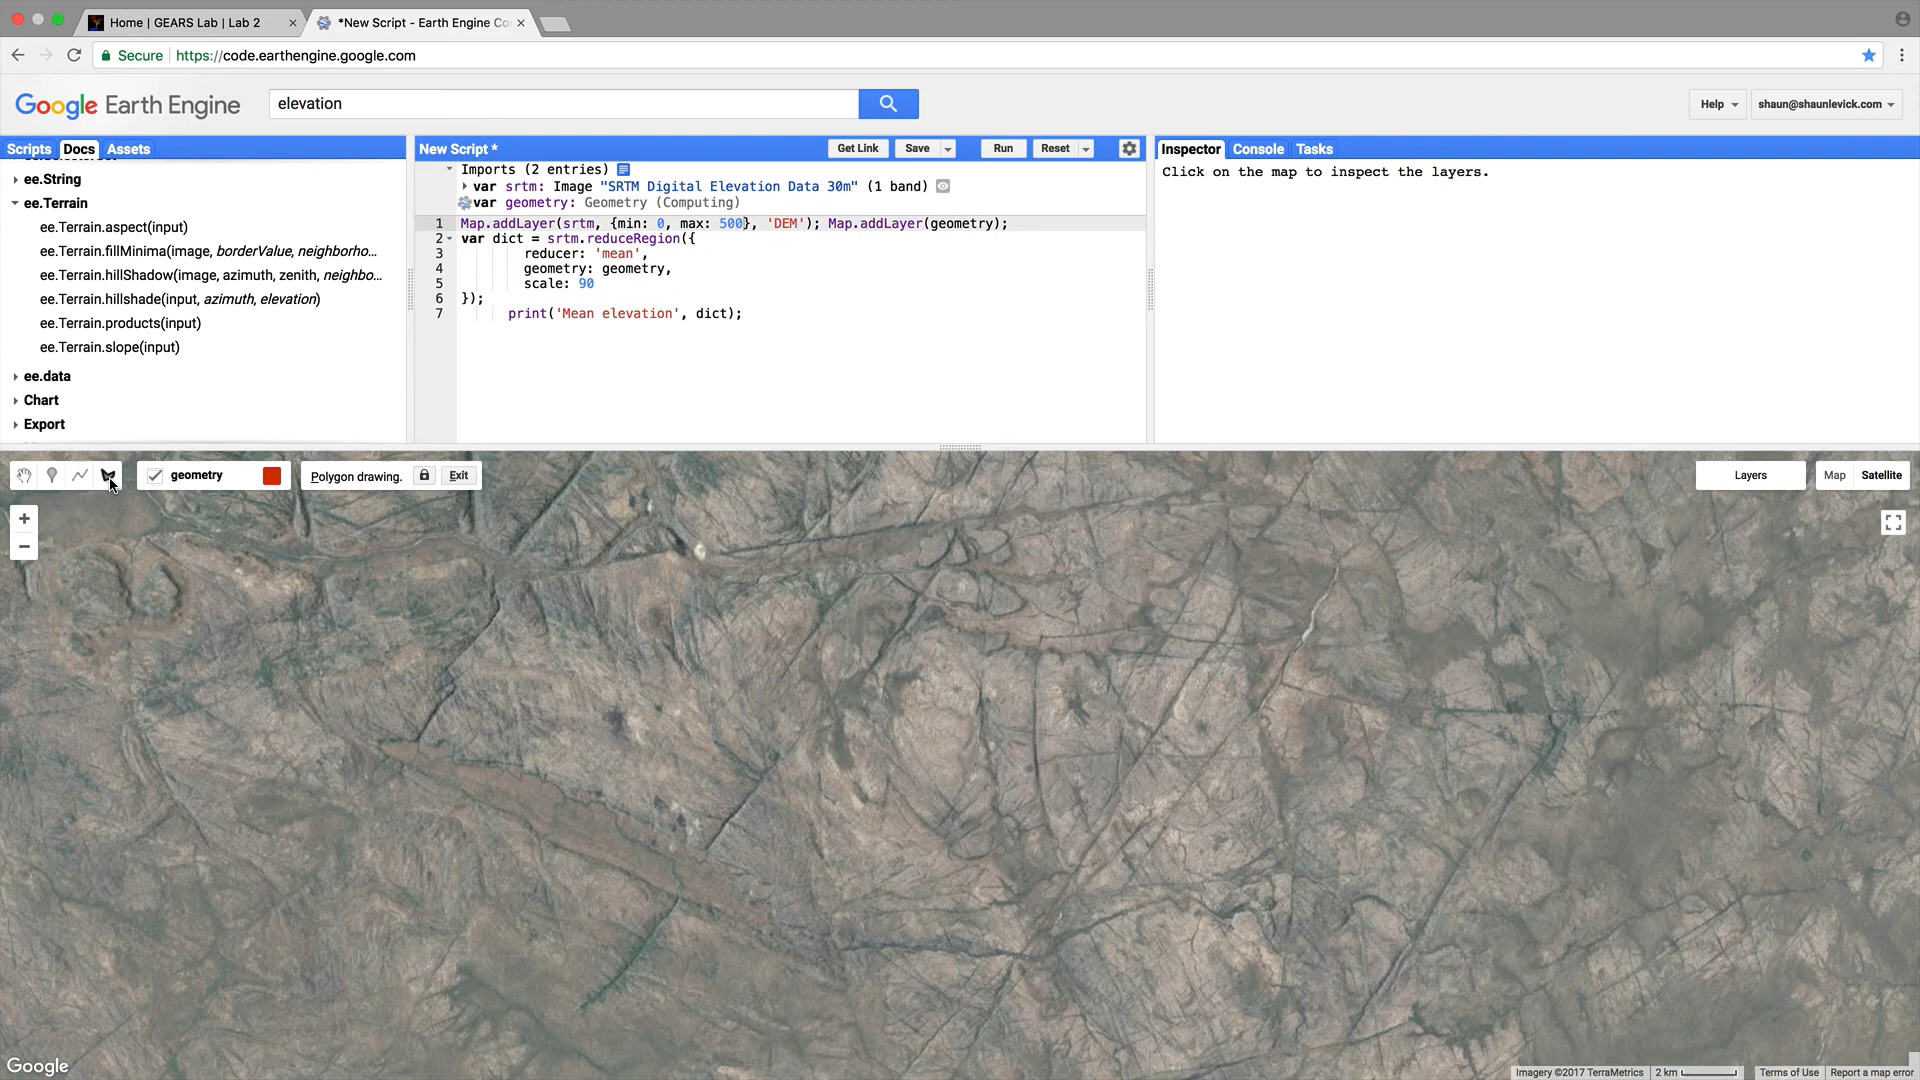 Home | GEARS Lab | Lab 2
*New Script - Earth Engine Co
Secure https://code.earthengine.google.com
Google Earth Engine
elevation
Help
shaun@shaunlevick.com
Scripts Docs Assets
ee.String
ee.Terrain
ee.Terrain.aspect(input)
ee.Terrain.fillMinima(image, borderValue, neighborho...
ee.Terrain.hillShadow(image, azimuth, zenith, neighbo...
ee.Terrain.hillshade(input, azimuth, elevation)
ee.Terrain.products(input)
ee.Terrain.slope(input)
ee.data
Chart
Export
New Script *
Get Link Save Run Reset
Imports (2 entries)
var srtm: Image "SRTM Digital Elevation Data 30m" (1 band)
var geometry: Geometry (Computing)
1 Map.addLayer(srtm, {min: 0, max: 500}, 'DEM'); Map.addLayer(geometry);
2 var dict = srtm.reduceRegion({
3 reducer: 'mean',
4 geometry: geometry,
5 scale: 90
6 });
7 print('Mean elevation', dict);
Inspector Console Tasks
Click on the map to inspect the layers.
geometry
Polygon drawing. Exit
Layers
Map Satellite
+
−
Google
Imagery ©2017 TerraMetrics 2 km Terms of Use Report a map error